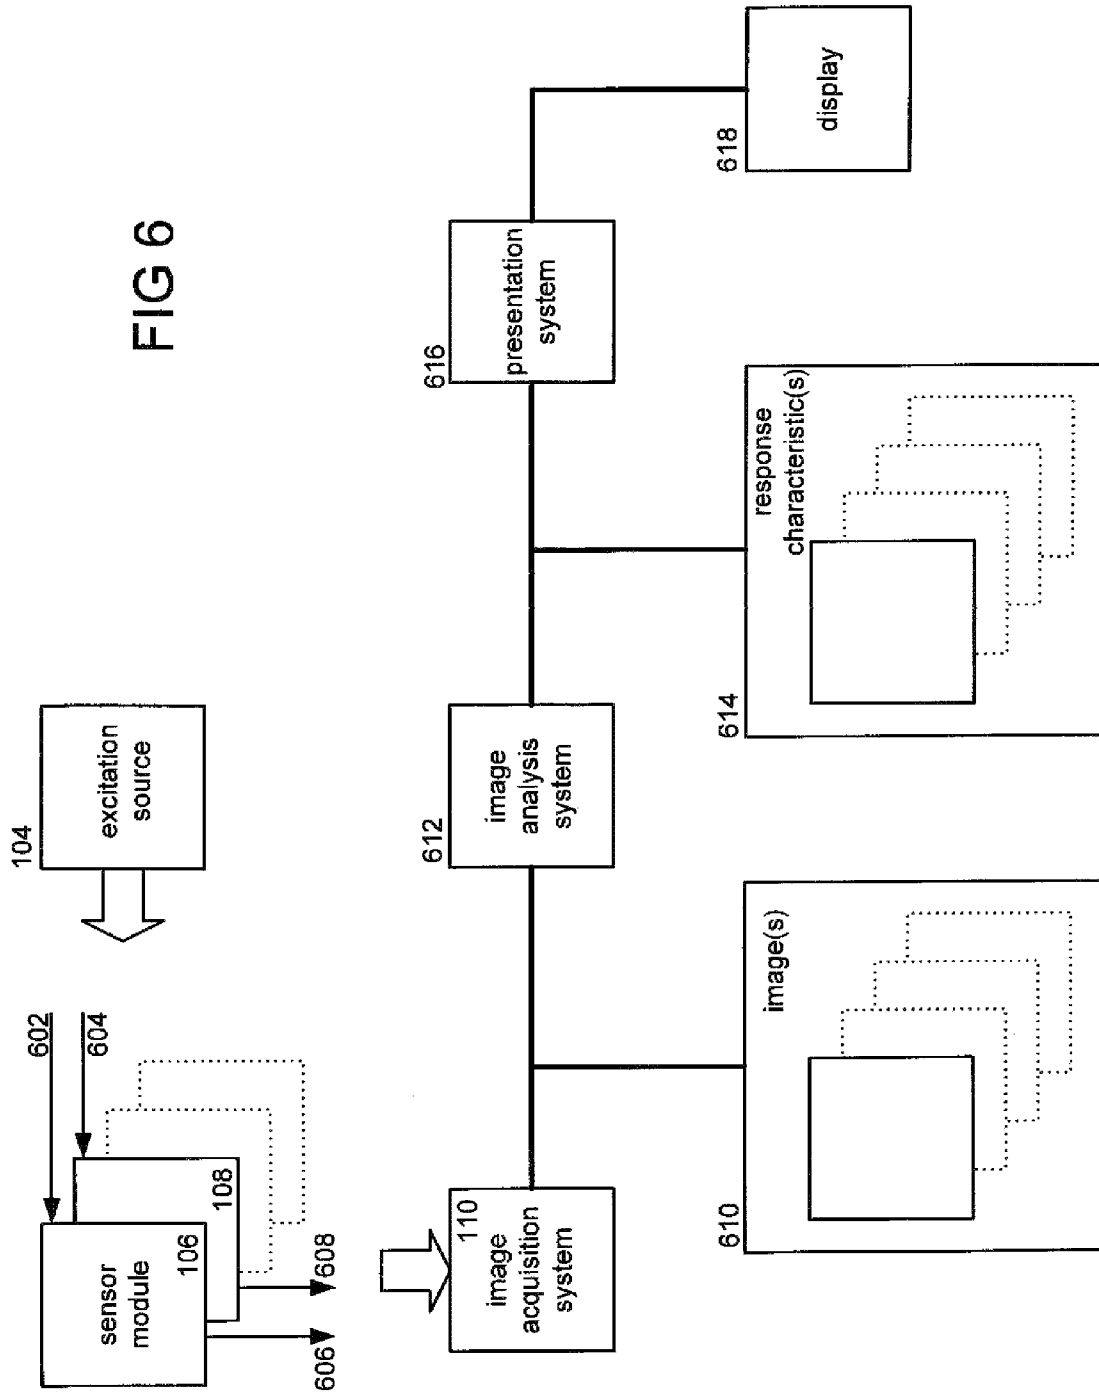 FIG 6
602
604
sensor
module
106
108
606
608
104
excitation
source
110
image
acquisition
system
612
image
analysis
system
616
presentation
system
618
display
610
image(s)
614
response
characteristic(s)